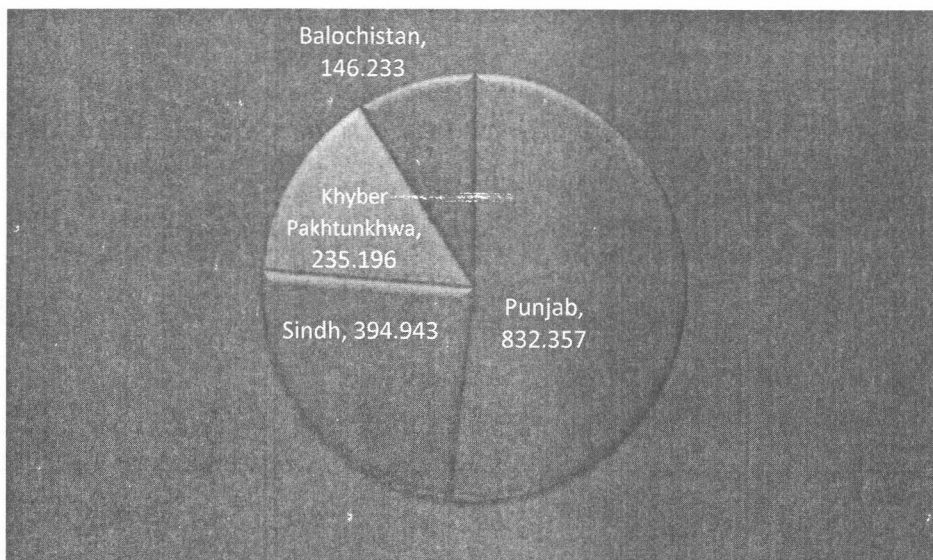 Balochistan,
146.233
Khyber
Pakhtunkhwa,
235.196
Sindh, 394.943
Punjab,
832.357